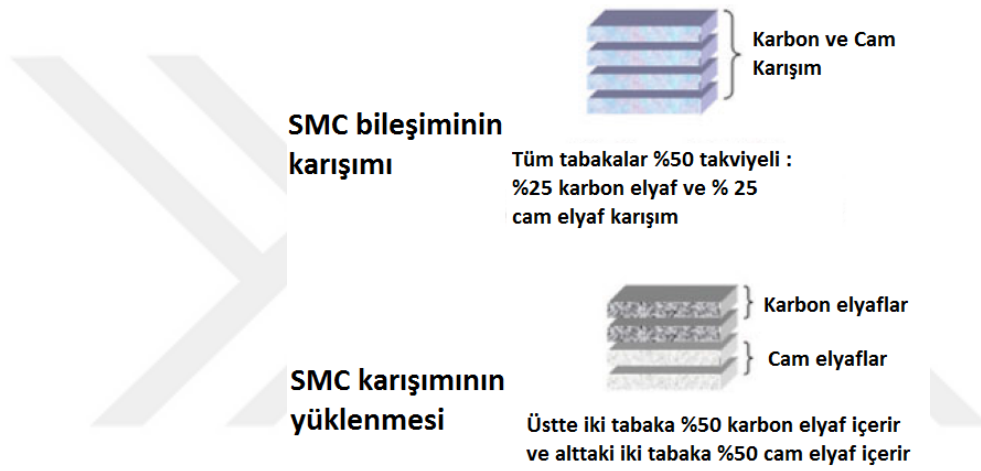 Karbon ve Cam
Karışım
SMC bileşiminin
karışımı
Tüm tabakalar %50 takviyeli :
%25 karbon elyaf ve % 25
cam elyaf karışım
Karbon elyaflar
Cam elyaflar
SMC karışımının
yüklenmesi
Üstte iki tabaka %50 karbon elyaf içerir
ve alttaki iki tabaka %50 cam elyaf içerir